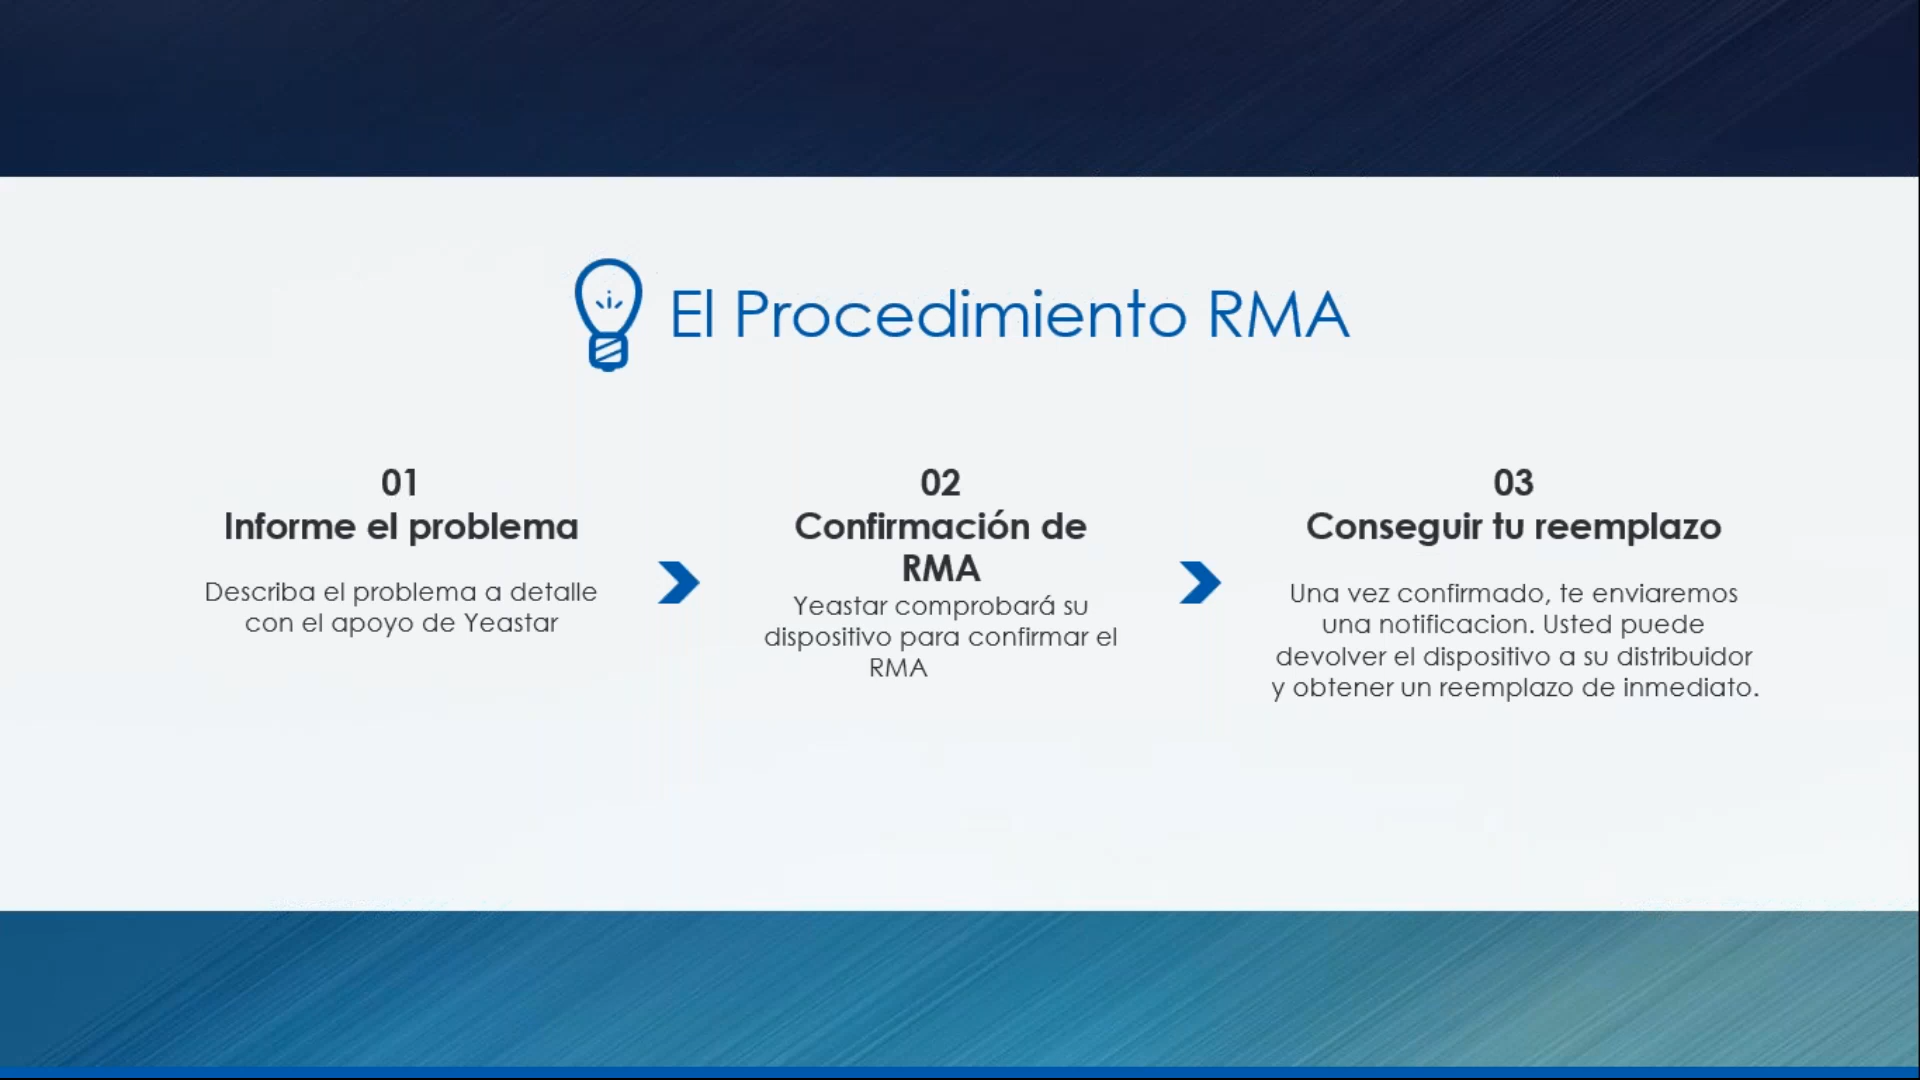 El Procedimiento RMA
01
Informe el problema
Describa el problema a detalle
con el apoyo de Yeastar
02
Confirmación de
RMA
Yeastar comprobará su
dispositivo para confirmar el
RMA
03
Conseguir tu reemplazo
Una vez confirmado, te enviaremos
una notificacion. Usted puede
devolver el dispositivo a su distribuidor
y obtener un reemplazo de inmediato.